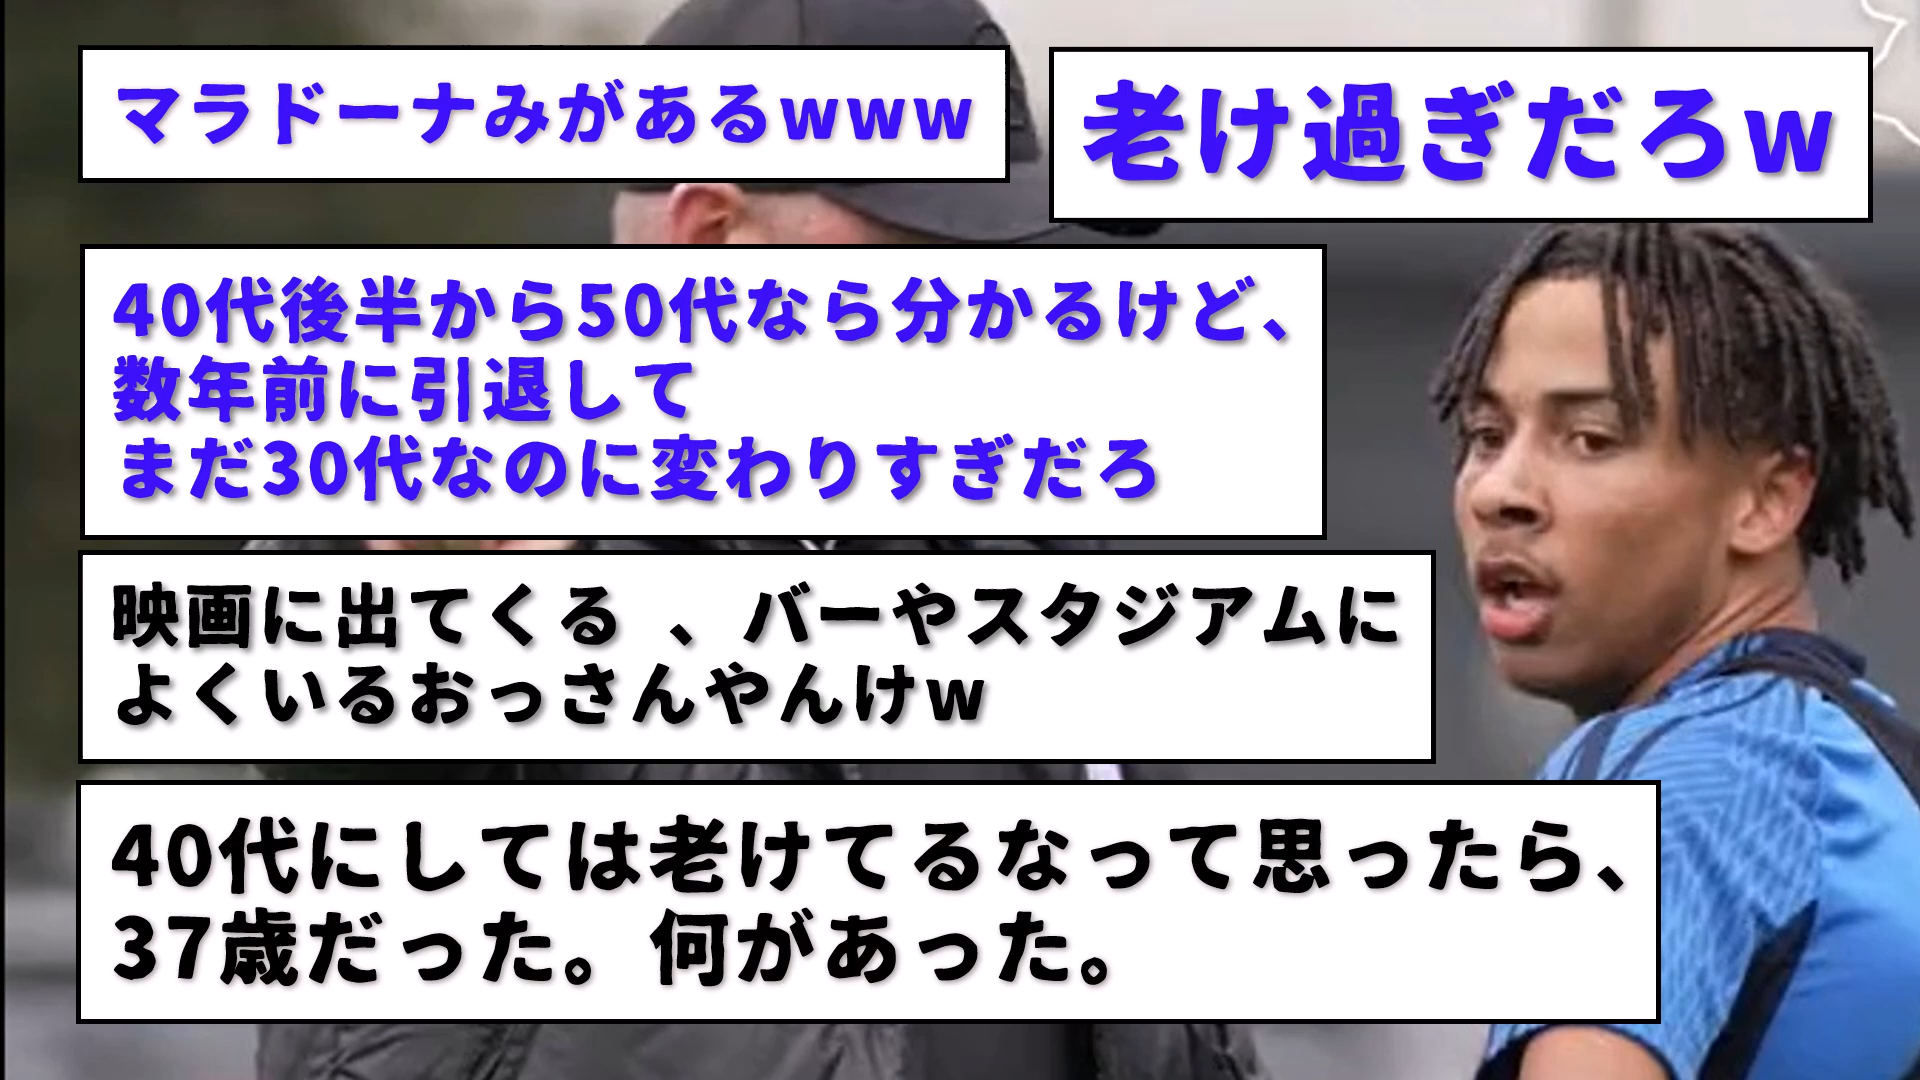 マラドーナみがあるwww
老け過ぎだろw
40代後半から50代なら分かるけど、
数年前に引退して
まだ30代なのに変わりすぎだろ
映画に出てくる 、バーやスタジアムに
よくいるおっさんやんけw
40代にしては老けてるなって思ったら、
37歳だった。何があった。